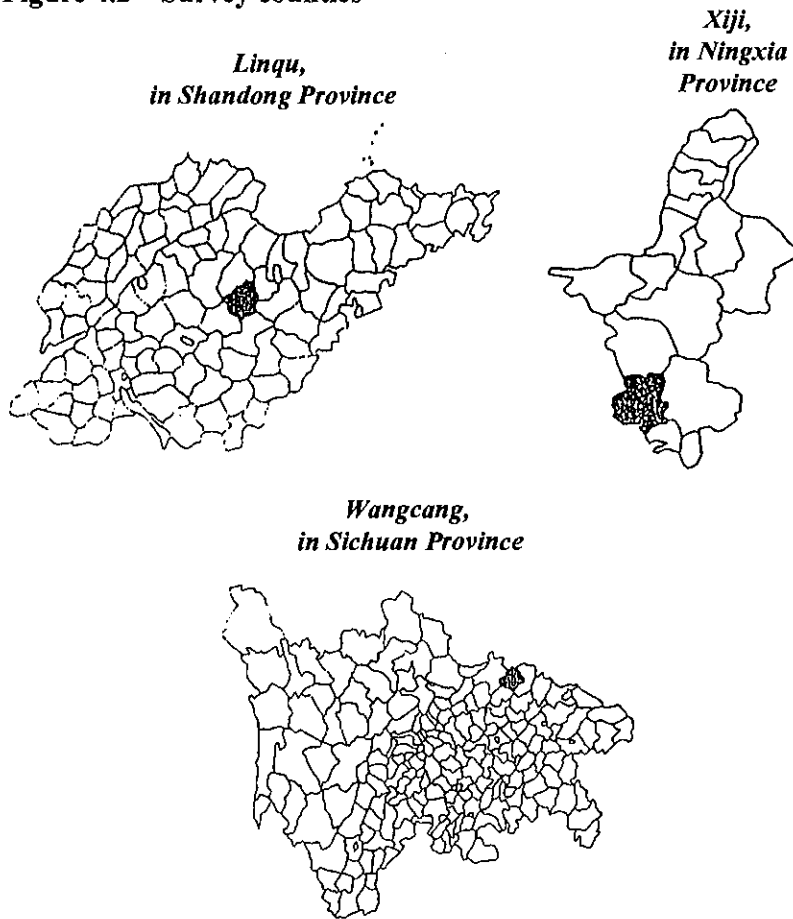 Survey counties
Linqu,
in Shandong Province
Xiji,
in Ningxia
Province
Wangcang,
in Sichuan Province